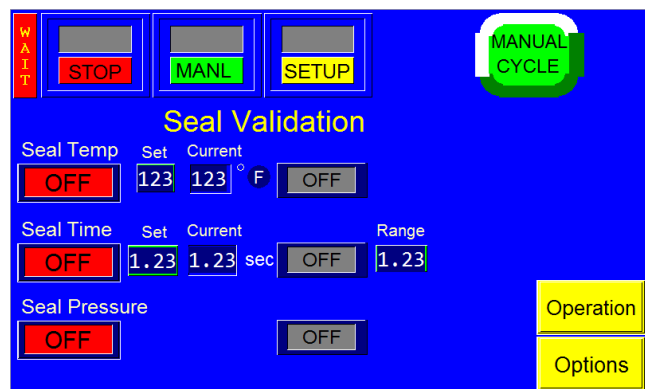 WAIT
STOP MANL SETUP
MANUAL
CYCLE
Seal Validation
Seal Temp Set Current
OFF 123 123 ° F OFF
Seal Time Set Current Range
OFF 1.23 1.23 sec OFF 1.23
Seal Pressure
OFF OFF
Operation
Options